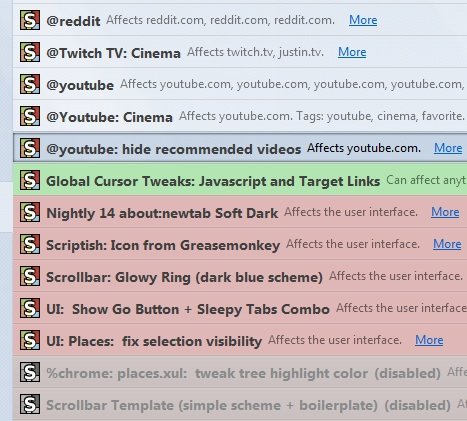 @reddit Affects reddit.com, reddit.com, reddit.com. More
@Twitch TV: Cinema Affects twitch.tv, justin.tv. More
@youtube Affects youtube.com, youtube.com, youtube.com,
@Youtube: Cinema Affects youtube.com. Tags: youtube, cinema, favorite.
@youtube: hide recommended videos Affects youtube.com. More
Global Cursor Tweaks: Javascript and Target Links Can affect anyt
Nightly 14 about:newtab Soft Dark Affects the user interface. More
Scriptish: Icon from Greasemonkey Affects the user interface. More
Scrollbar: Glowy Ring (dark blue scheme) Affects the user interface.
UI: Show Go Button + Sleepy Tabs Combo Affects the user interface
UI: Places: fix selection visibility Affects the user interface. More
%chrome: places.xul: tweak tree highlight color (disabled) Affe
Scrollbar Template (simple scheme + boilerplate) (disabled) Af